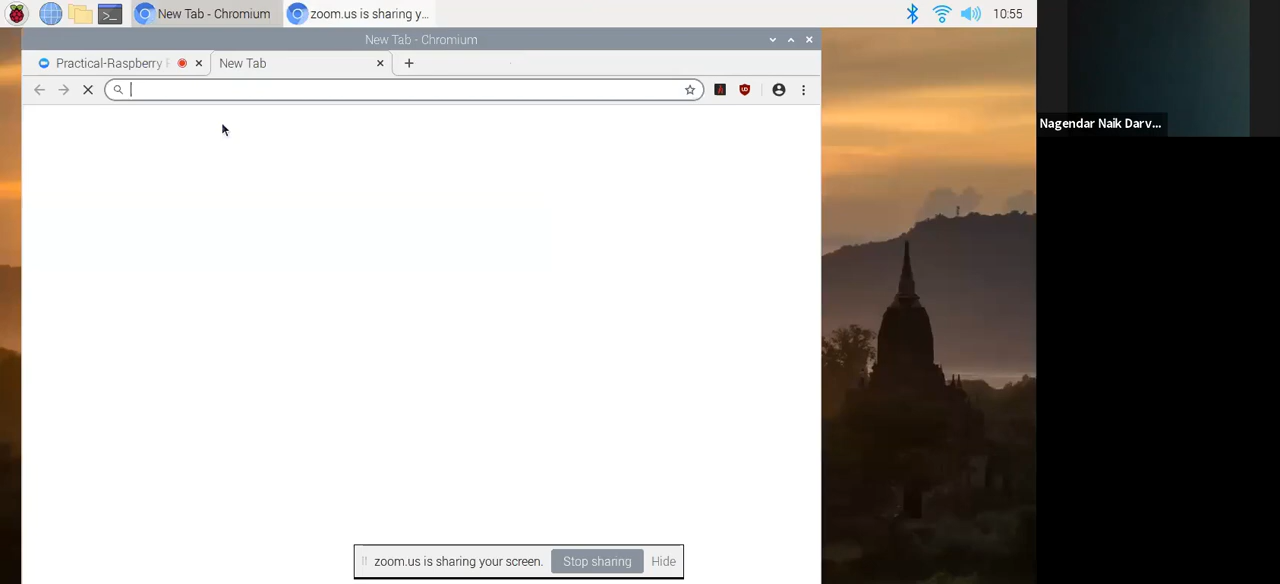 New Tab - Chromium
zoom.us is sharing y...
10:55
New Tab - Chromium
Practical-Raspberry
New Tab
Nagendar Naik Darv...
zoom.us is sharing your screen.
Stop sharing
Hide